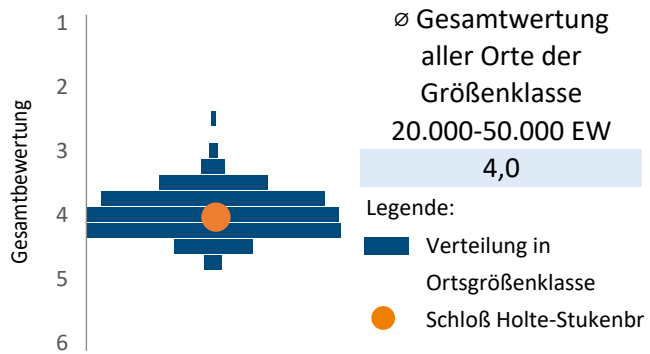 Gesamtbewertung
1
2
3
4
5
6
⌀ Gesamtwertung
aller Orte der
Größenklasse
20.000-50.000 EW
4,0
Legende:
Verteilung in
Ortsgrößenklasse
Schloß Holte-Stukenbr